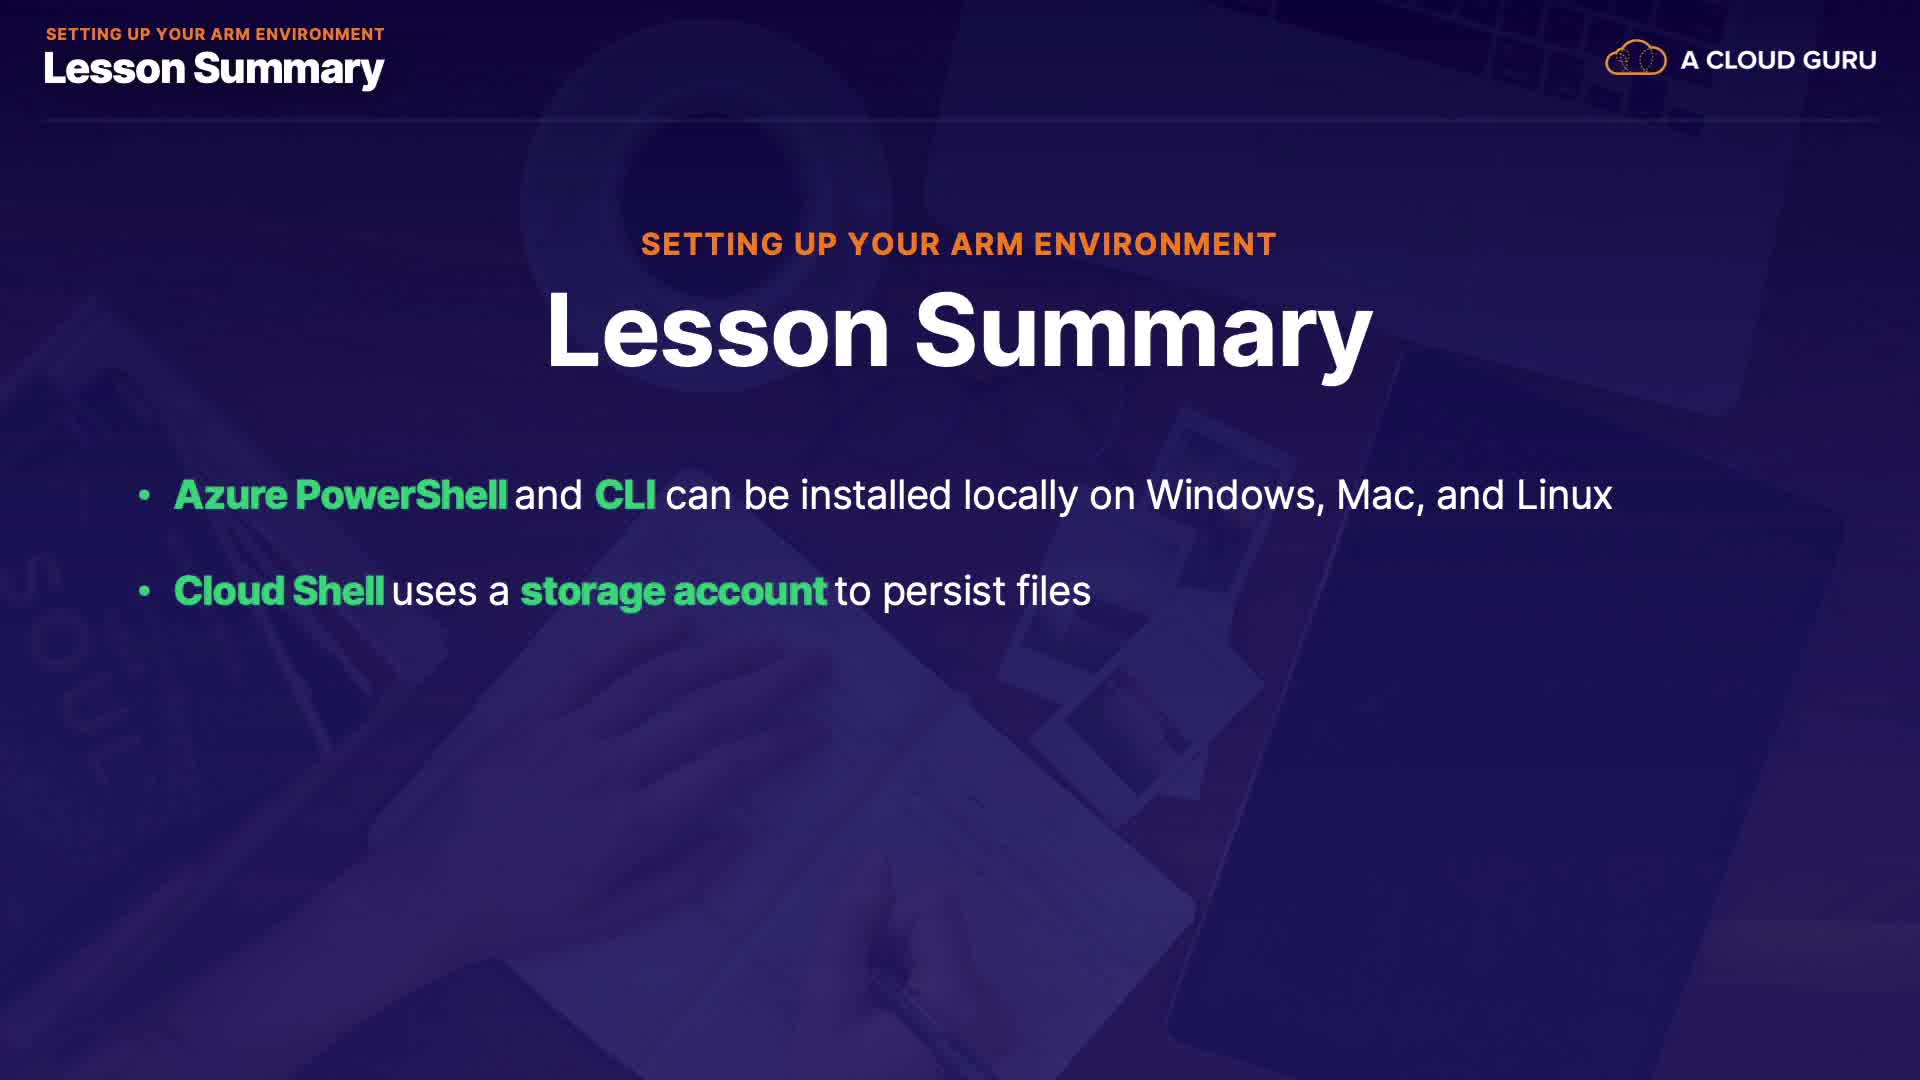 SETTING UP YOUR ARM ENVIRONMENT
Lesson Summary
A CLOUD GURU
SETTING UP YOUR ARM ENVIRONMENT
Lesson Summary
• Azure PowerShell and CLI can be installed locally on Windows, Mac, and Linux
• Cloud Shell uses a storage account to persist files
SOUL